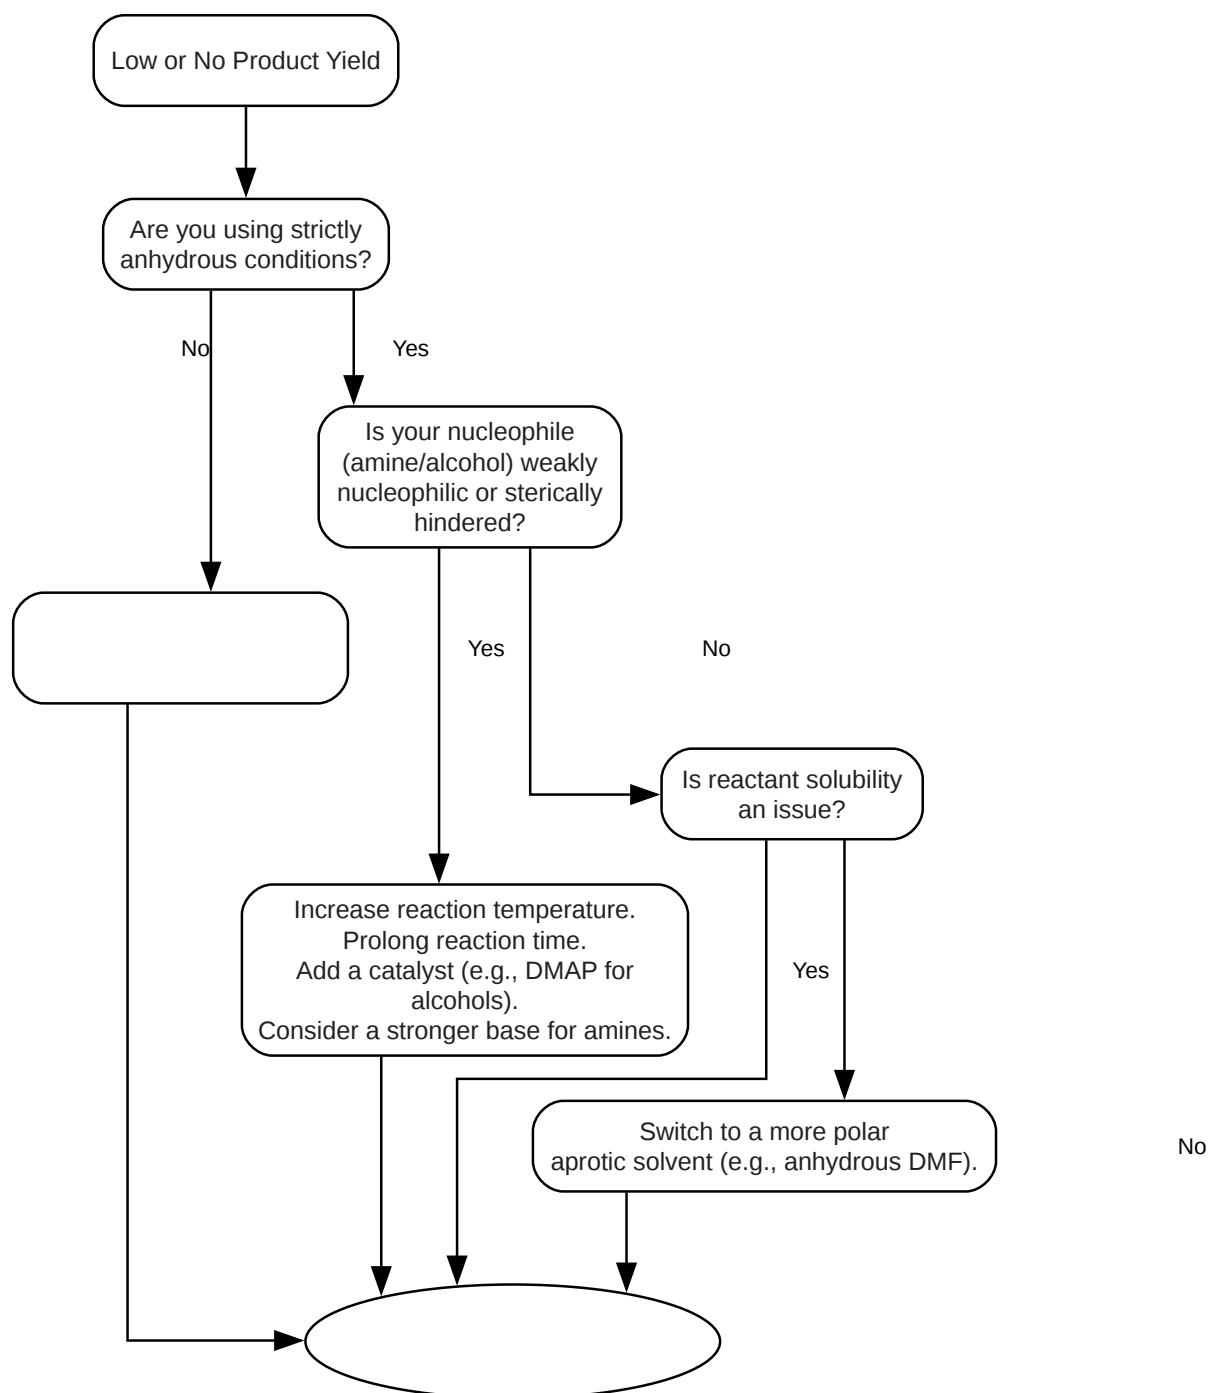 Low or No Product Yield
Are you using strictly
anhydrous conditions?
No
Yes
Is your nucleophile
(amine/alcohol) weakly
nucleophilic or sterically
hindered?
Yes
No
Is reactant solubility
an issue?
Increase reaction temperature.
Prolong reaction time.
Add a catalyst (e.g., DMAP for
alcohols).
Consider a stronger base for amines.
Yes
Switch to a more polar
aprotic solvent (e.g., anhydrous DMF).
No